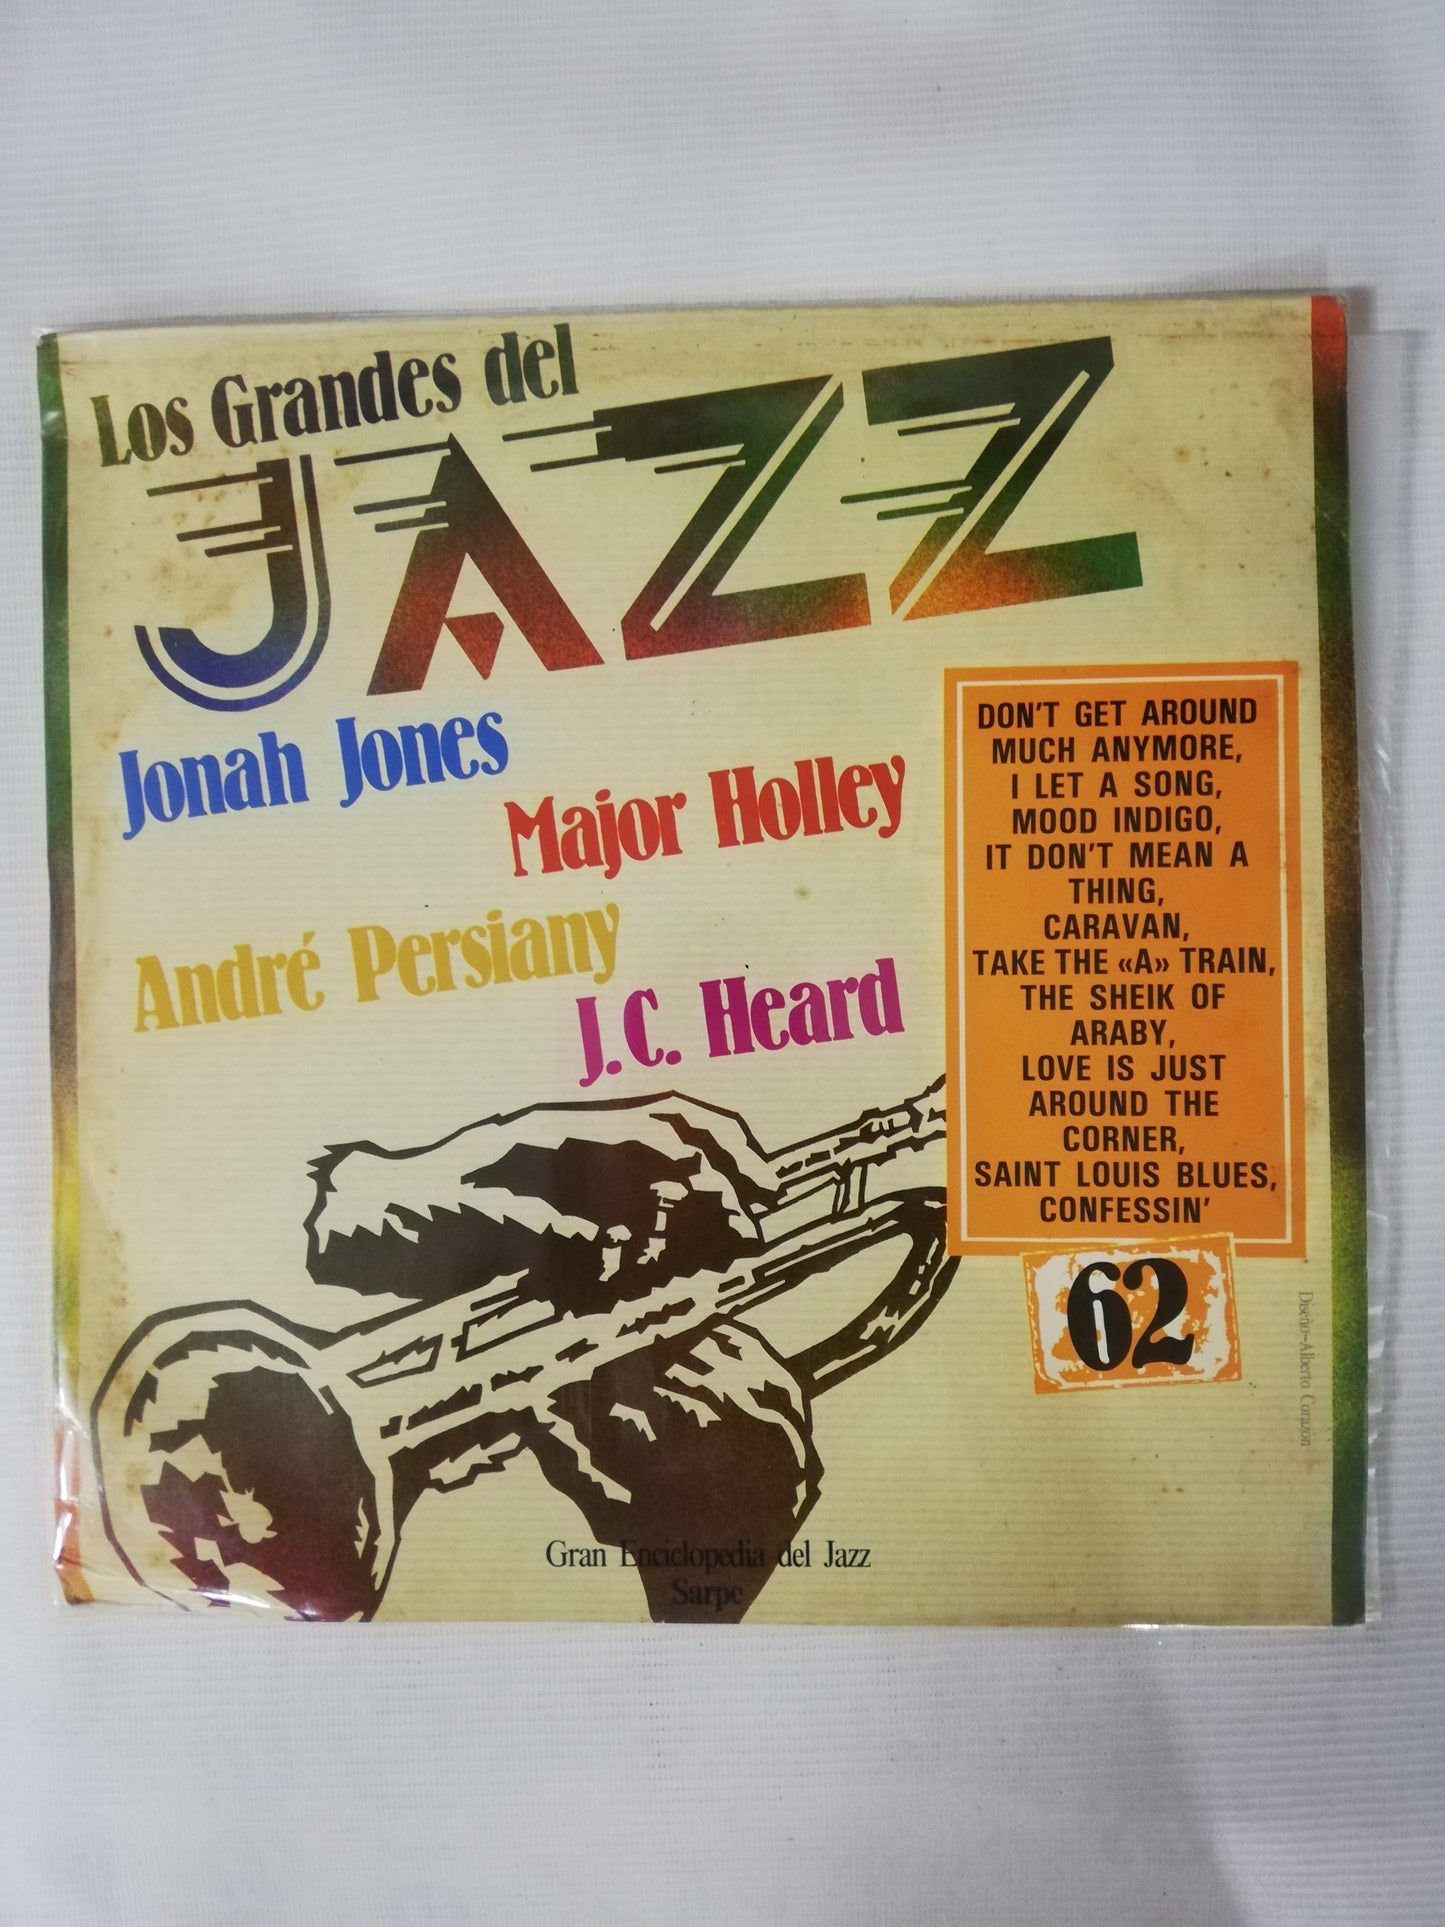 Los Grandes del
JAZZ
Jonah Jones
Major Holley
André Persiany
J.C. Heard
DON'T GET AROUND
MUCH ANYMORE,
I LET A SONG,
MOOD INDIGO,
IT DON'T MEAN A
THING,
CARAVAN,
TAKE THE «A» TRAIN,
THE SHEIK OF
ARABY,
LOVE IS JUST
AROUND THE
CORNER,
SAINT LOUIS BLUES,
CONFESSIN'
62
Diseño~Alberto Corazón
Gran Enciclopedia del Jazz
Sarpe